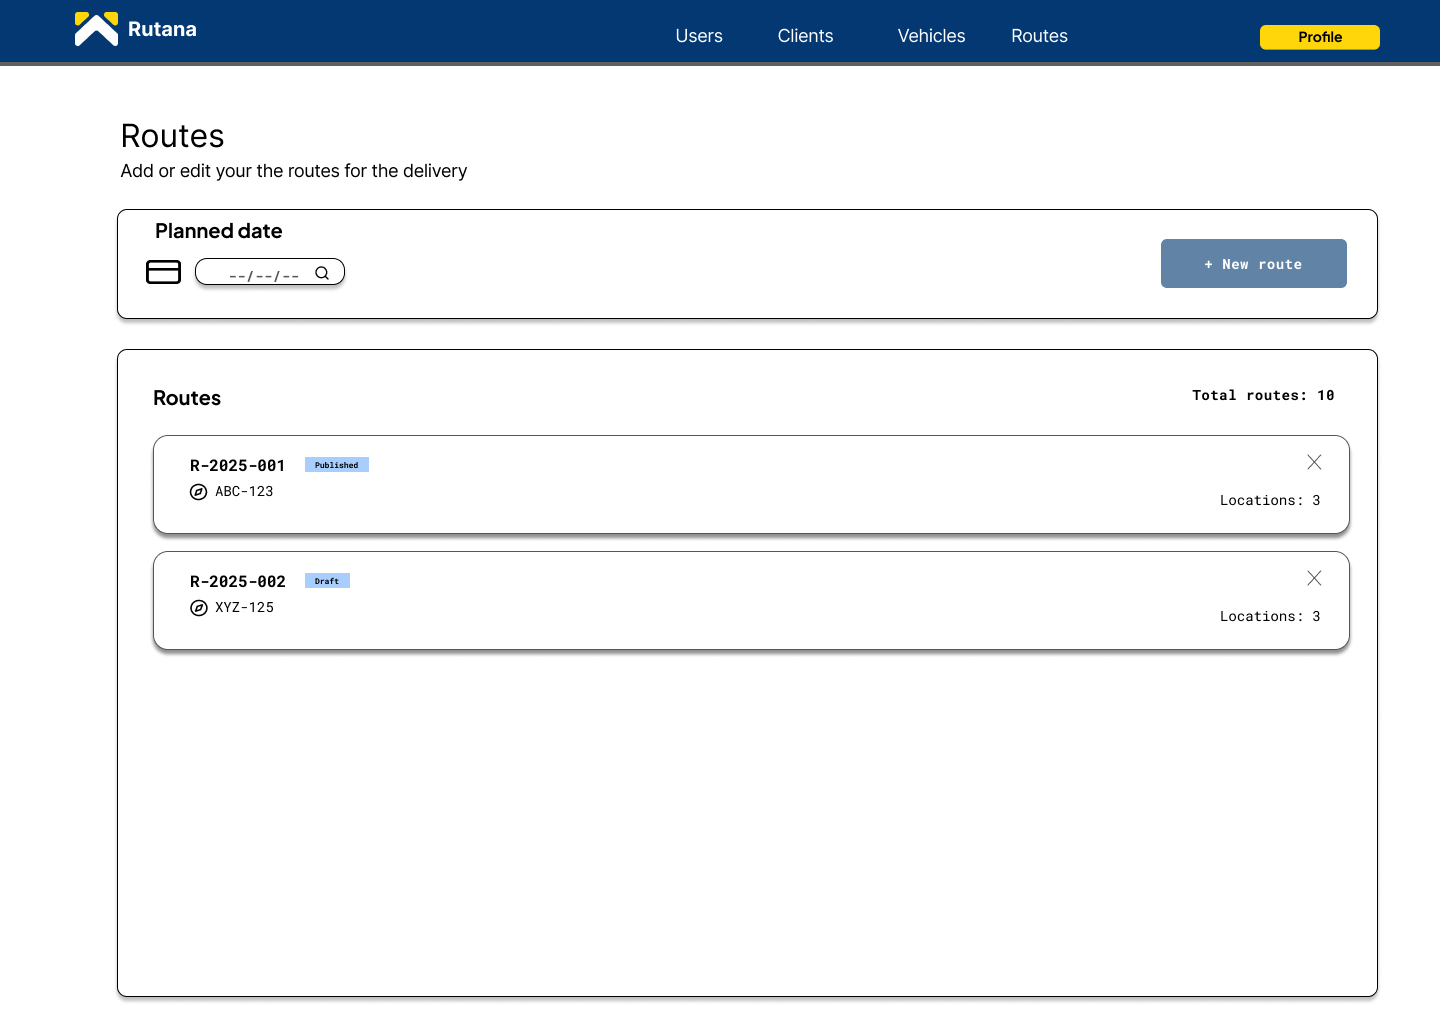 Rutana
Users
Clients
Vehicles
Routes
Profile
Routes
Add or edit your the routes for the delivery
Planned date
--/--/--
+ New route
Routes
Total routes: 10
R-2025-001
Published
ABC-123
Locations: 3
R-2025-002
Draft
XYZ-125
Locations: 3